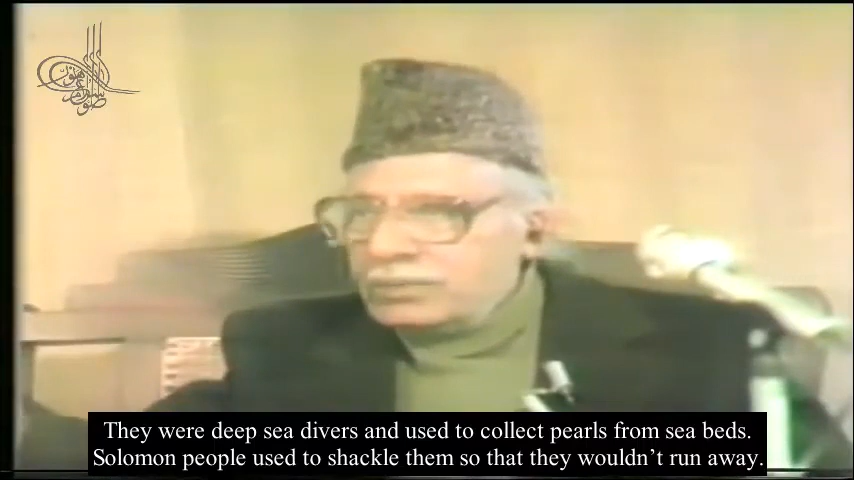 They were deep sea divers and used to collect pearls from sea beds.
Solomon people used to shackle them so that they wouldn't run away.